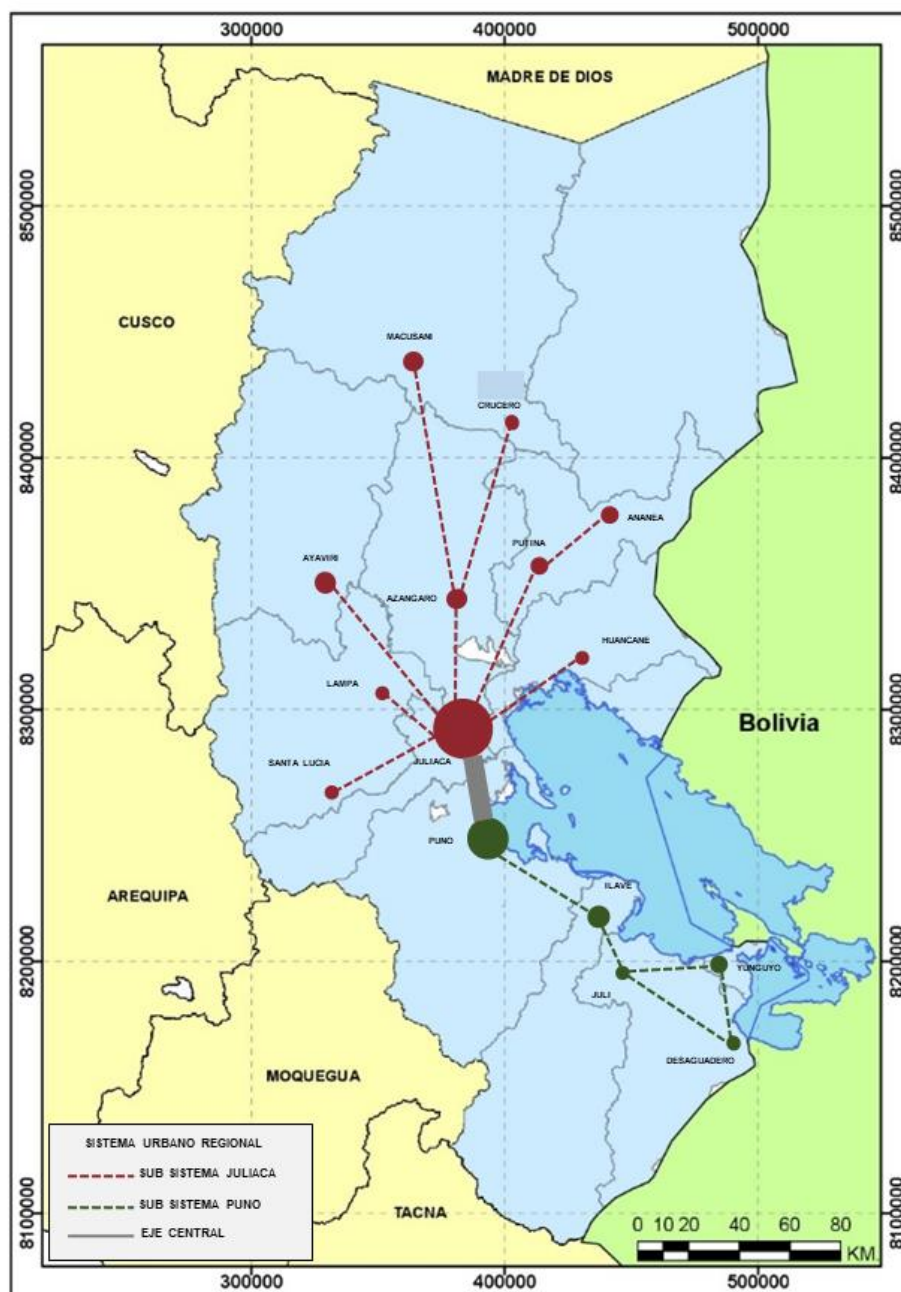 300000 400000 500000
MADRE DE DIOS
8500000 8500000
CUSCO
MACUSANI
CRUCERO
8400000 8400000
ANANEA
PUTINA
AYAVIRI
AZANGARO
HUANCANE
LAMPA
8300000 8300000
Bolivia
SANTA LUCIA
JULIACA
PUNO
ILAVE
AREQUIPA
8200000 8200000
YUNGUYO
JULI
DESAGUADERO
MOQUEGUA
SISTEMA URBANO REGIONAL
SUB SISTEMA JULIACA
SUB SISTEMA PUNO
EJE CENTRAL
TACNA
8100000 8100000
0 10 20 40 60 80
KM.
300000 400000 500000